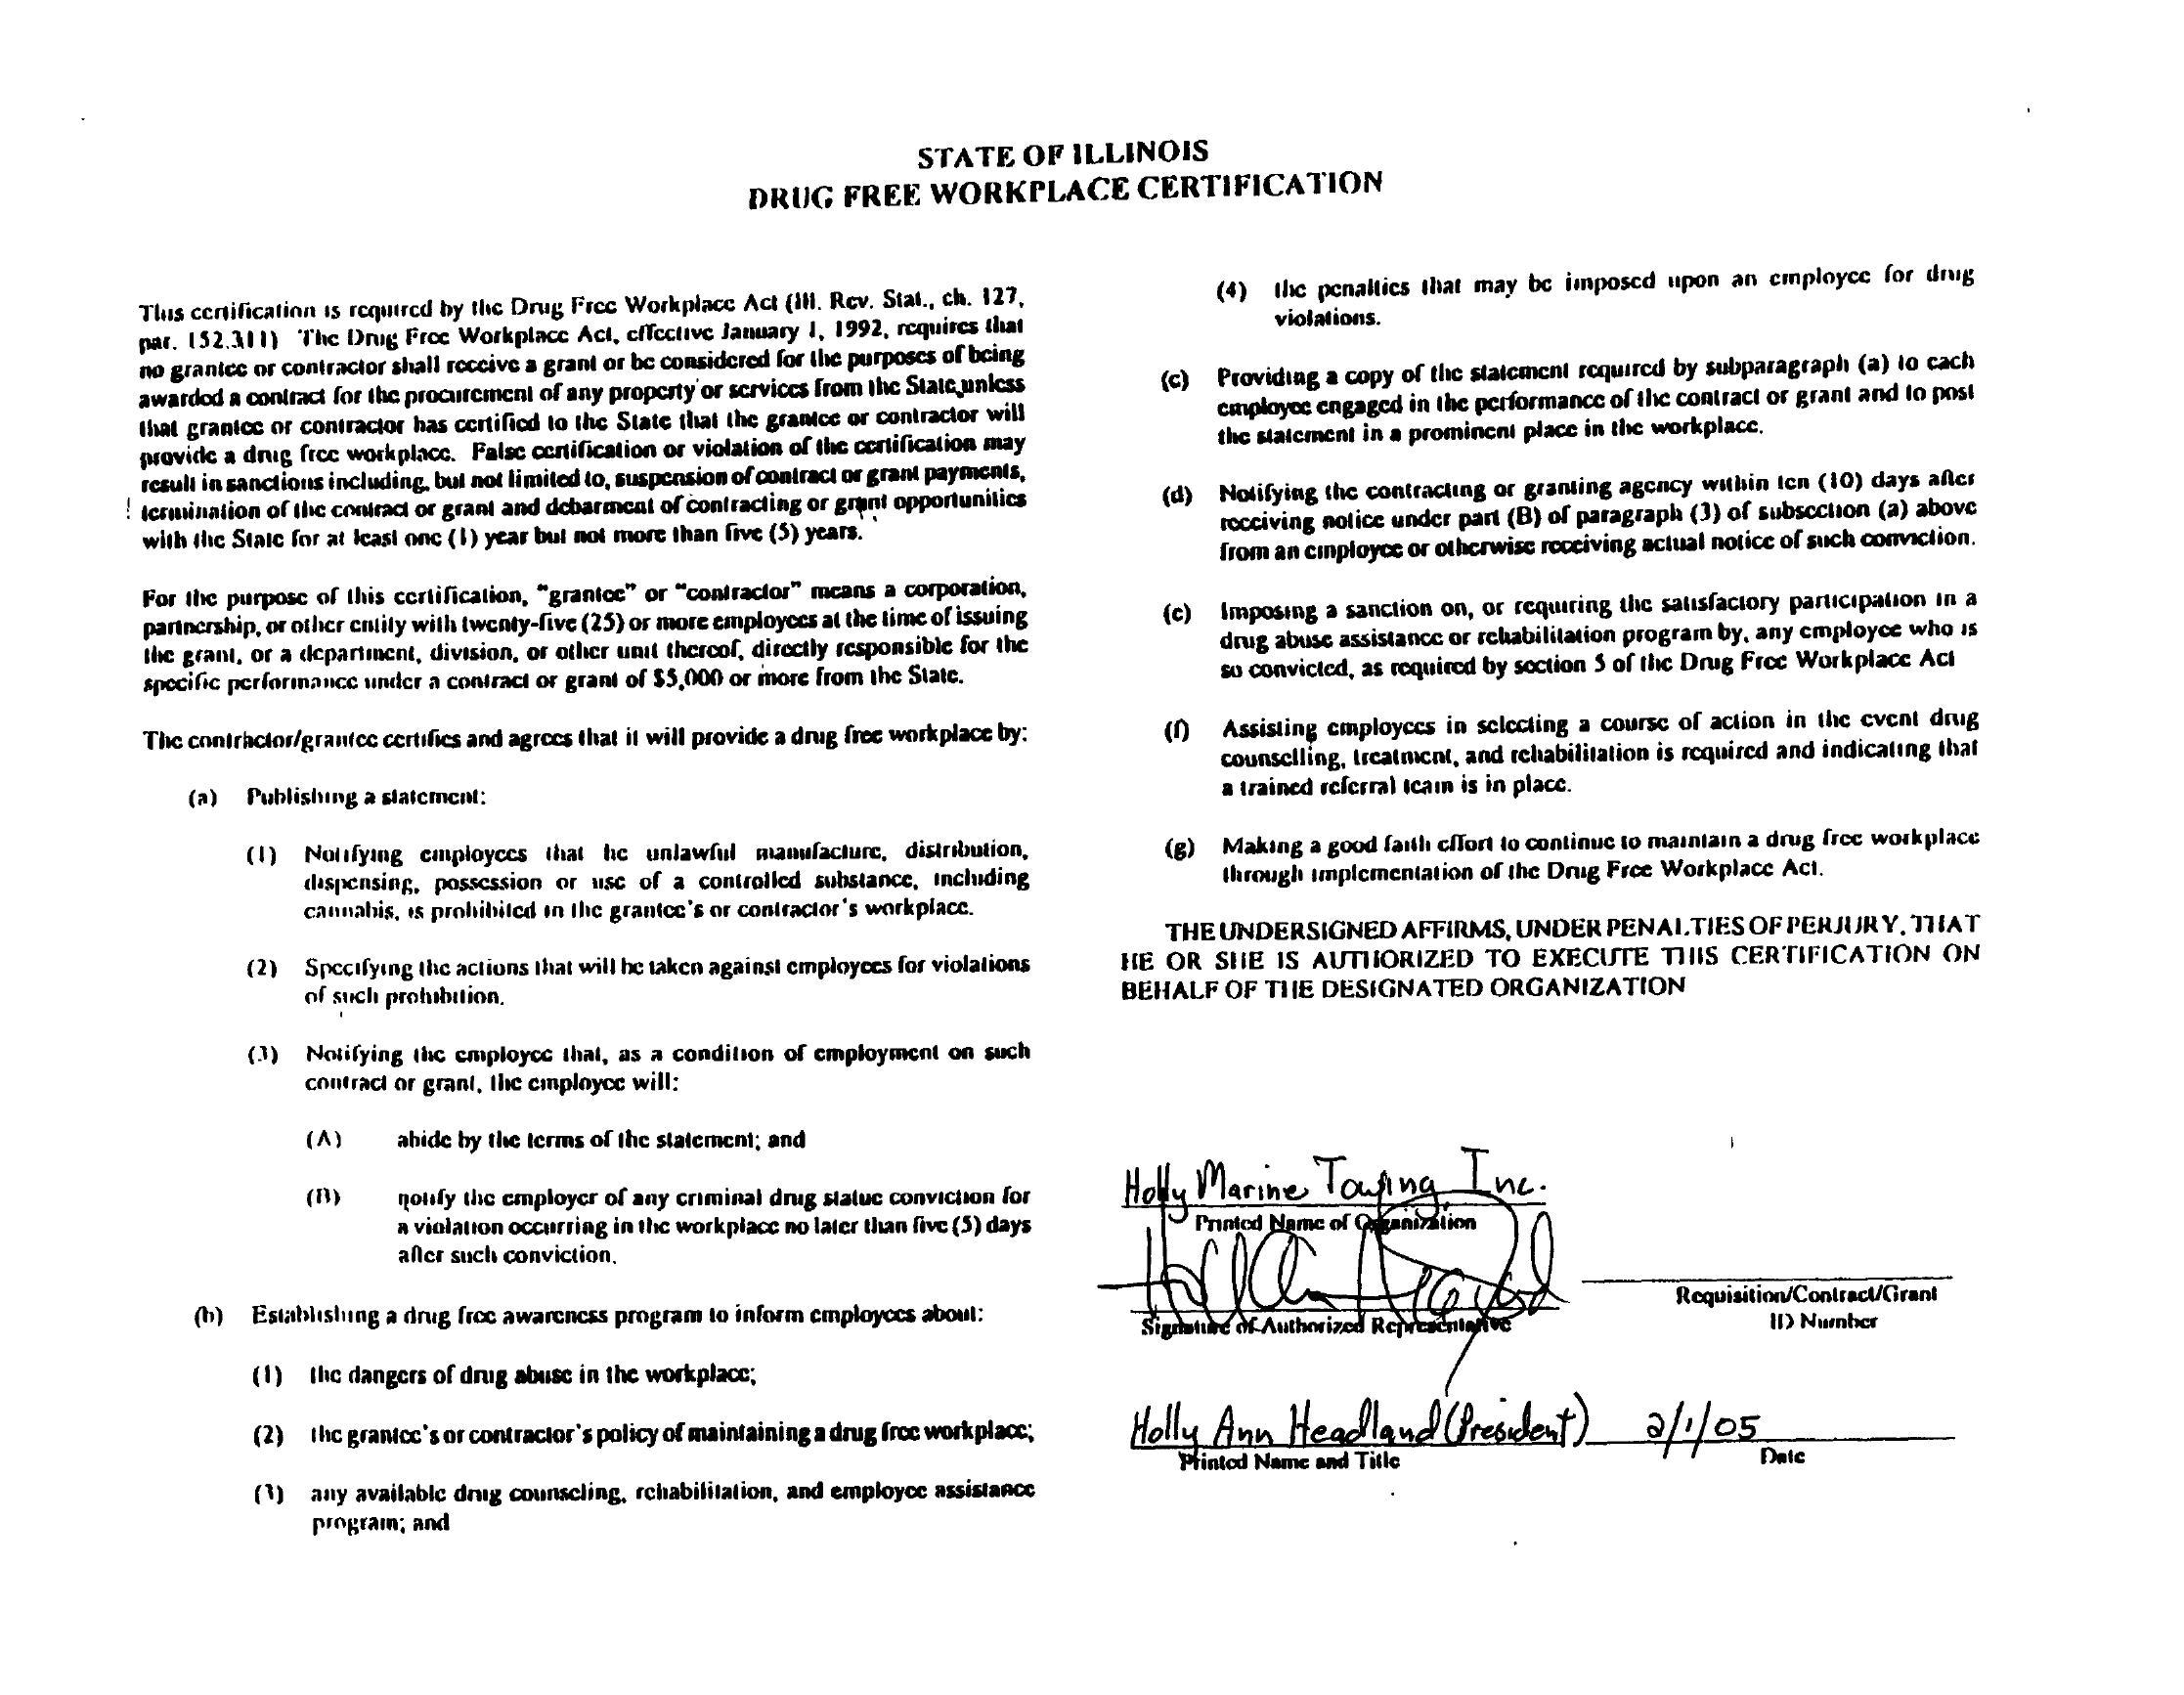 STATE OF ILLINOIS
DRUG FREE WORKPLACE CERTIFICATION
This certification is required by the Drug Free Workplace Act (Ill. Rev. Stat., ch. 127,
par. 152.311) The Drug Free Workplace Act, effective January 1, 1992, requires that
no grantee or contractor shall receive a grant or be considered for the purposes of being
awarded a contract for the procurement of any property or services from the State unless
that grantee or contractor has certified to the State that the grantee or contractor will
provide a drug free workplace. False certification or violation of the certification may
result in sanctions including, but not limited to, suspension of contract or grant payments,
termination of the contract or grant and debarment of contracting or grant opportunities
with the State for at least one (1) year but not more than five (5) years.
For the purpose of this certification, "grantee" or "contractor" means a corporation,
partnership, or other entity with twenty-five (25) or more employees at the time of issuing
the grant, or a department, division, or other unit thereof, directly responsible for the
specific performance under a contract or grant of $5,000 or more from the State.
The contractor/grantee certifies and agrees that it will provide a drug free workplace by:
(a) Publishing a statement:
(1) Notifying employees that he unlawful manufacture, distribution,
dispensing, possession or use of a controlled substance, including
cannabis, is prohibited in the grantee's or contractor's workplace.
(2) Specifying the actions that will be taken against employees for violations
of such prohibition.
(3) Notifying the employee that, as a condition of employment on such
contract or grant, the employee will:
(A) abide by the terms of the statement; and
(B) notify the employer of any criminal drug statue conviction for
a violation occurring in the workplace no later than five (5) days
after such conviction.
(b) Establishing a drug free awareness program to inform employees about:
(1) the dangers of drug abuse in the workplace;
(2) the grantee's or contractor's policy of maintaining a drug free workplace;
(3) any available drug counseling, rehabilitation, and employee assistance
program; and
(4) the penalties that may be imposed upon an employee for drug
violations.
(c) Providing a copy of the statement required by subparagraph (a) to each
employee engaged in the performance of the contract or grant and to post
the statement in a prominent place in the workplace.
(d) Notifying the contracting or granting agency within ten (10) days after
receiving notice under part (B) of paragraph (3) of subsection (a) above
from an employee or otherwise receiving actual notice of such conviction.
(e) Imposing a sanction on, or requiring the satisfactory participation in a
drug abuse assistance or rehabilitation program by, any employee who is
so convicted, as required by section 5 of the Drug Free Workplace Act
(f) Assisting employees in selecting a course of action in the event drug
counselling, treatment, and rehabilitation is required and indicating that
a trained referral team is in place.
(g) Making a good faith effort to continue to maintain a drug free workplace
through implementation of the Drug Free Workplace Act.
THE UNDERSIGNED AFFIRMS, UNDER PENALTIES OF PERJURY, THAT
HE OR SHE IS AUTHORIZED TO EXECUTE THIS CERTIFICATION ON
BEHALF OF THE DESIGNATED ORGANIZATION
Holly Marine Towing, Inc.
Printed Name of Organization
Signature of Authorized Representative
Requisition/Contract/Grant
ID Number
Holly Ann Headland (President) 2/1/05
Printed Name and Title Date